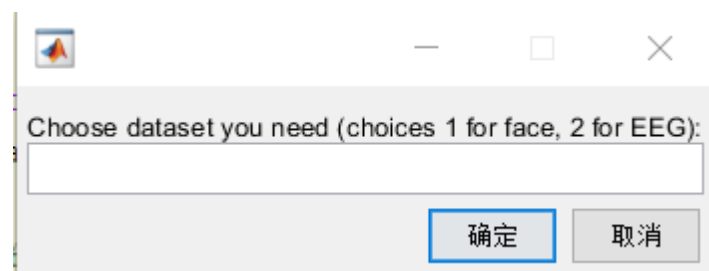 Choose dataset you need (choices 1 for face, 2 for EEG):
确定 取消